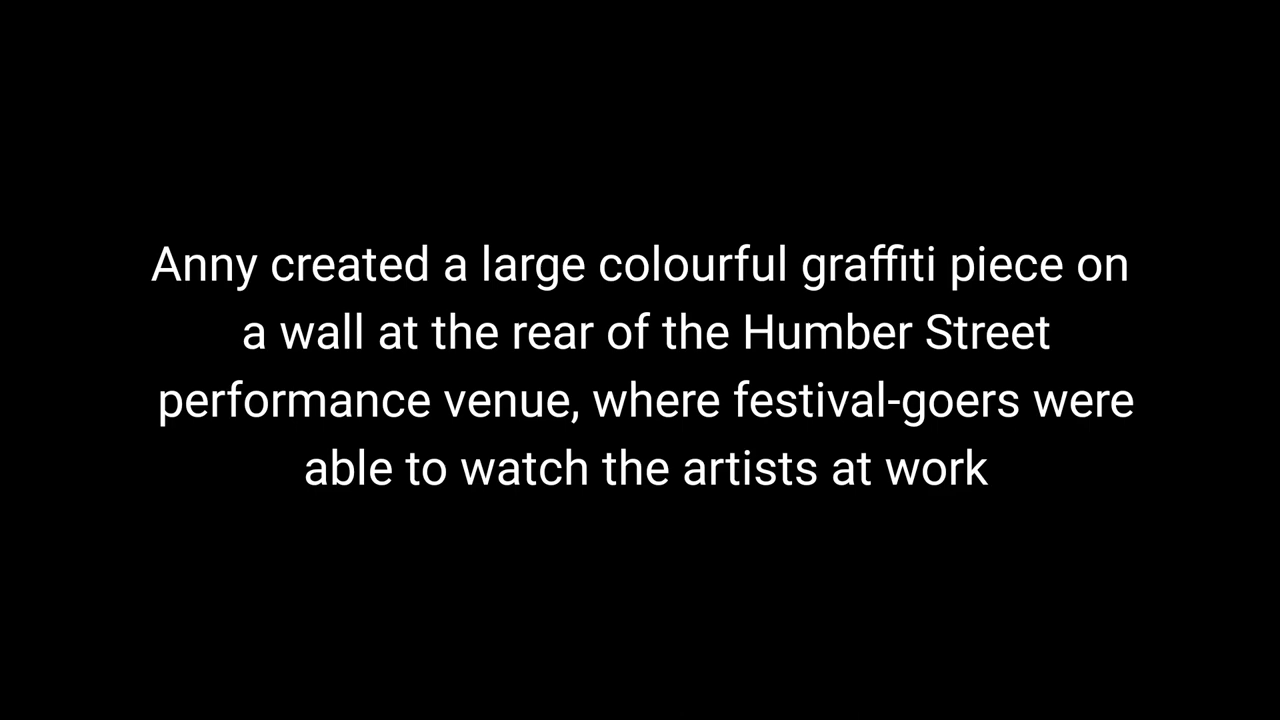 Anny created a large colourful graffiti piece on
a wall at the rear of the Humber Street
performance venue, where festival-goers were
able to watch the artists at work